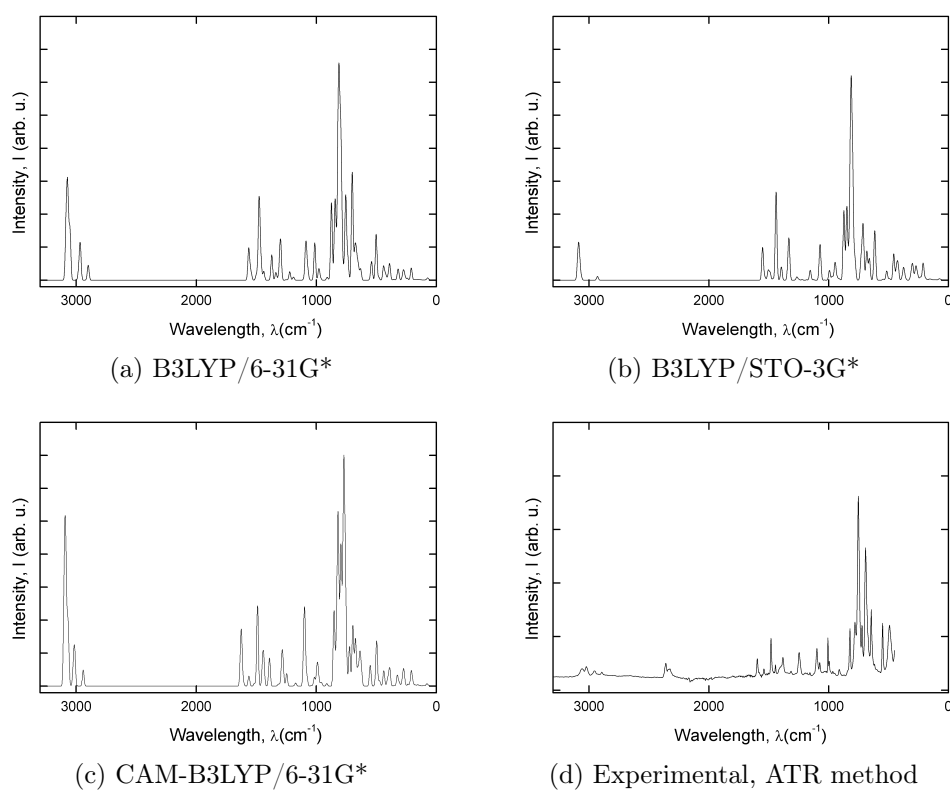 Intensity, I (arb. u.)
3000 2000 1000 0
Wavelength, λ(cm⁻¹)
(a) B3LYP/6-31G*
Intensity, I (arb. u.)
3000 2000 1000 0
Wavelength, λ(cm⁻¹)
(b) B3LYP/STO-3G*
Intensity, I (arb. u.)
3000 2000 1000 0
Wavelength, λ(cm⁻¹)
(c) CAM-B3LYP/6-31G*
Intensity, I (arb. u.)
3000 2000 1000 0
Wavelength, λ(cm⁻¹)
(d) Experimental, ATR method